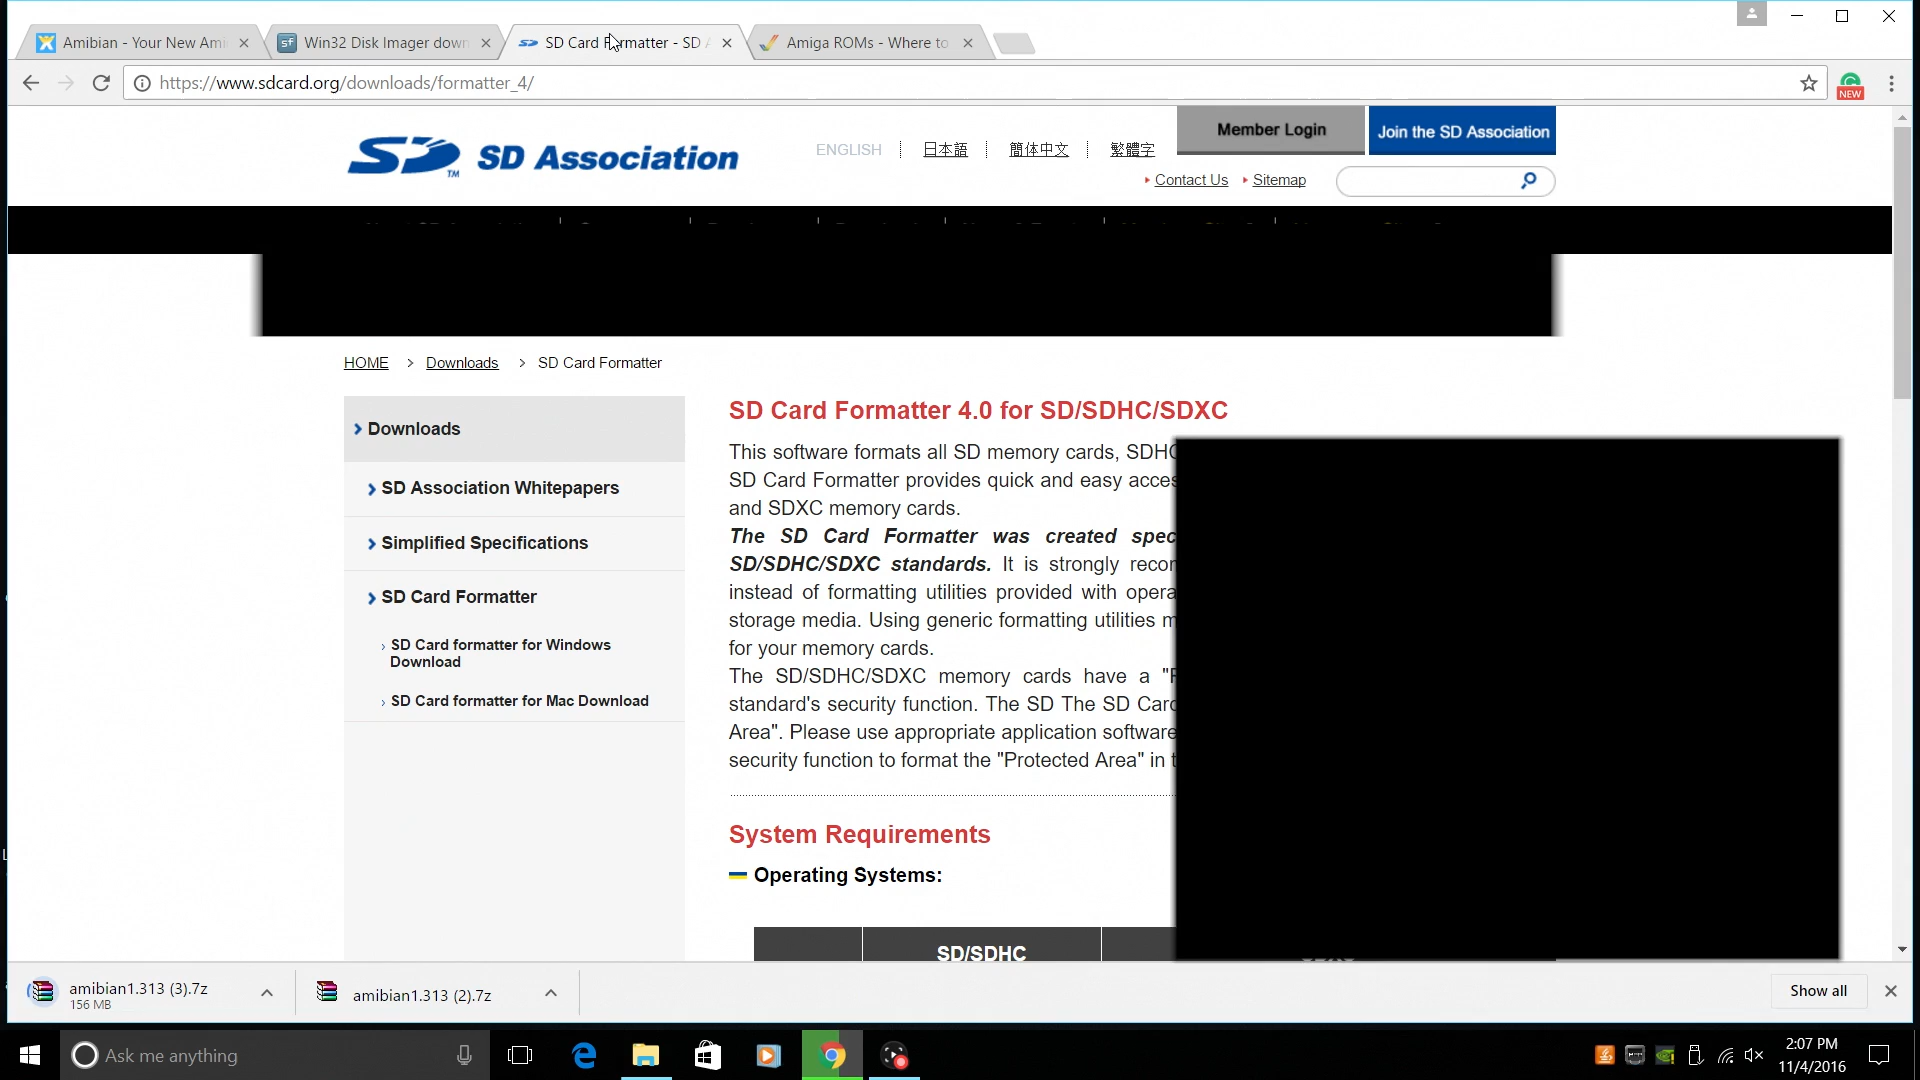 Amibian - Your New Ami
Win32 Disk Imager down
SD Card Formatter - SD A
Amiga ROMs - Where to
https://www.sdcard.org/downloads/formatter_4/
NEW
SD Association
TM
ENGLISH
日本語
简体中文
繁體字
Member Login
Join the SD Association
Contact Us
Sitemap
HOME > Downloads > SD Card Formatter
Downloads
SD Association Whitepapers
Simplified Specifications
SD Card Formatter
SD Card formatter for Windows
Download
SD Card formatter for Mac Download
SD Card Formatter 4.0 for SD/SDHC/SDXC
This software formats all SD memory cards, SDHC
SD Card Formatter provides quick and easy acces
and SDXC memory cards.
The SD Card Formatter was created spec
SD/SDHC/SDXC standards. It is strongly recor
instead of formatting utilities provided with opera
storage media. Using generic formatting utilities m
for your memory cards.
The SD/SDHC/SDXC memory cards have a "P
standard's security function. The SD The SD Card
Area". Please use appropriate application software
security function to format the "Protected Area" in t
System Requirements
Operating Systems:
SD/SDHC
amibian1.313 (3).7z
156 MB
amibian1.313 (2).7z
Show all
Ask me anything
2:07 PM
11/4/2016